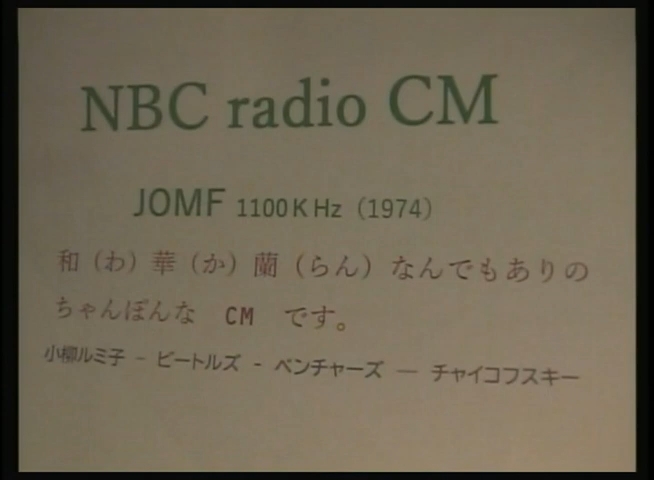 NBC radio CM
JOMF 1100KHz（1974）
和（わ）華（か）蘭（らん）なんでもありの
ちゃんぽんな CM です。
小柳ルミ子 - ビートルズ - ベンチャーズ ― チャイコフスキー